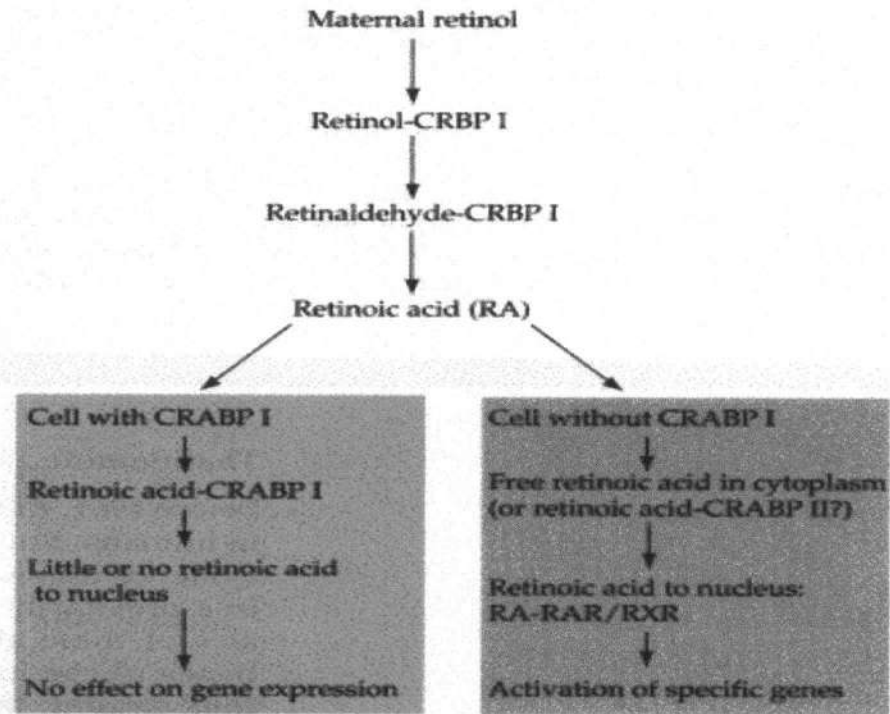 Maternal retinol
Retinol-CRBP I
Retinaldehyde-CRBP I
Retinoic acid (RA)
Cell with CRABP I
Retinoic acid-CRABP I
Little or no retinoic acid
to nucleus
No effect on gene expression
Cell without CRABP I
Free retinoic acid in cytoplasm
(or retinoic acid-CRABP II?)
Retinoic acid to nucleus:
RA-RAR/RXR
Activation of specific genes